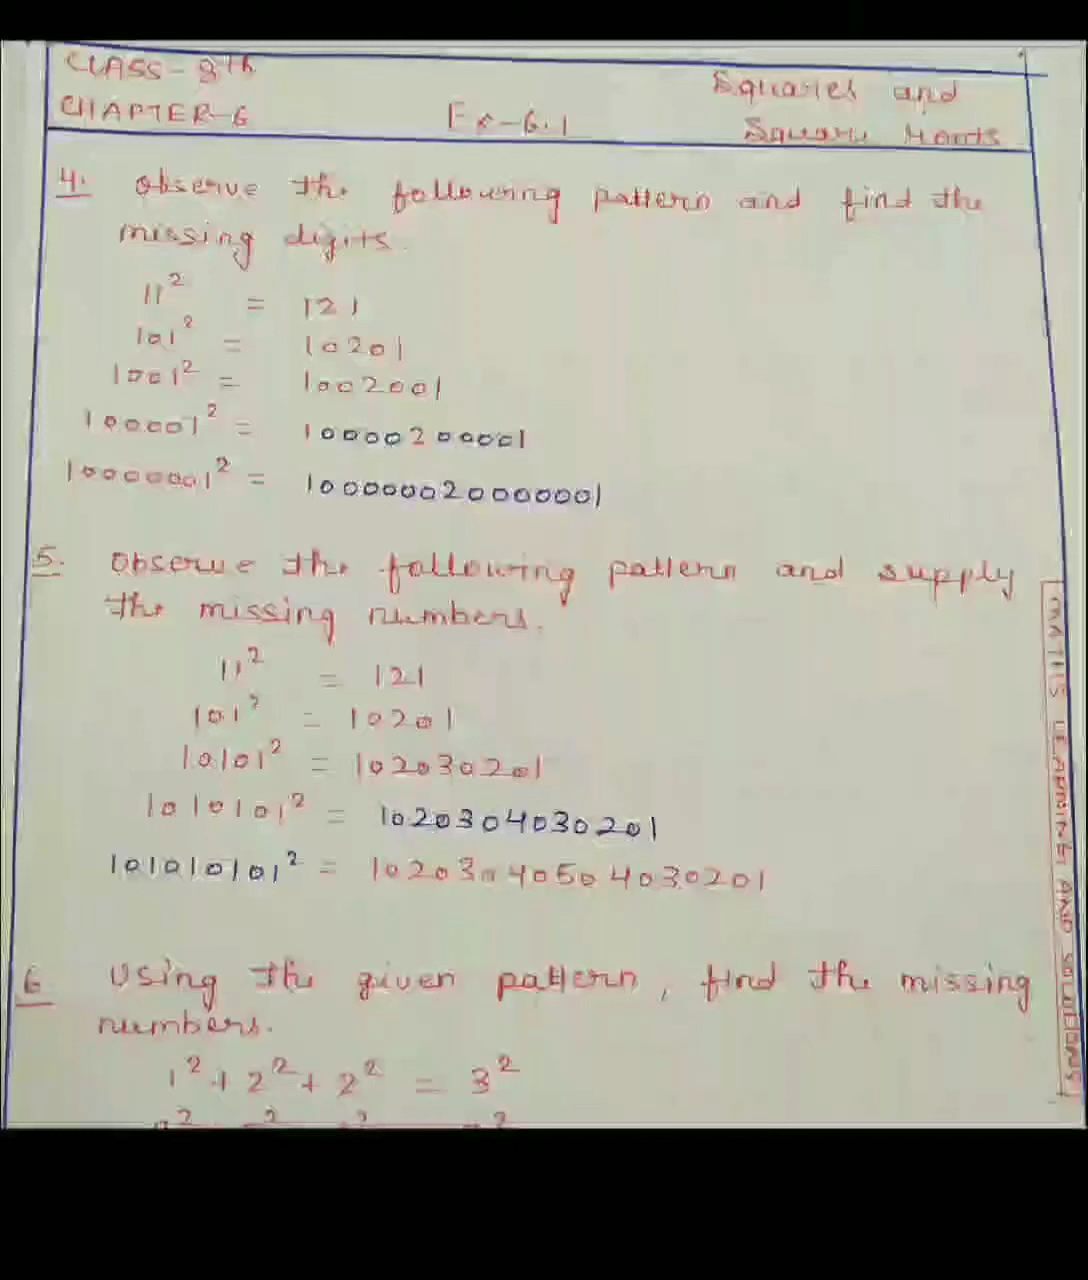 CLASS - 8th
CHAPTER-6
Ex-6.1
Squares and
Square Roots
4. Observe the following pattern and find the
missing digits.
11² = 121
101² = 10201
1001² = 1002001
100001² = 10000200001
10000001² = 100000020000001
5. Observe the following pattern and supply
the missing numbers.
11² = 121
101² = 10201
10101² = 102030201
1010101² = 1020304030201
101010101² = 10203040504030201
6 Using the given pattern, find the missing
numbers.
1² + 2² + 2² = 3²
MATHS LEARNING AND SOLUTIONS